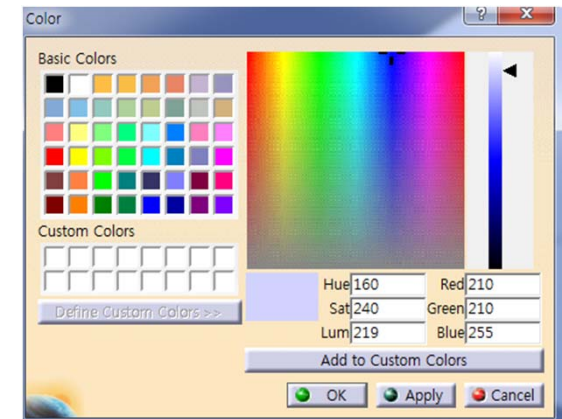 Color
Basic Colors
Custom Colors
Define Custom Colors >>
Hue 160 Red 210
Sat 240 Green 210
Lum 219 Blue 255
Add to Custom Colors
OK Apply Cancel